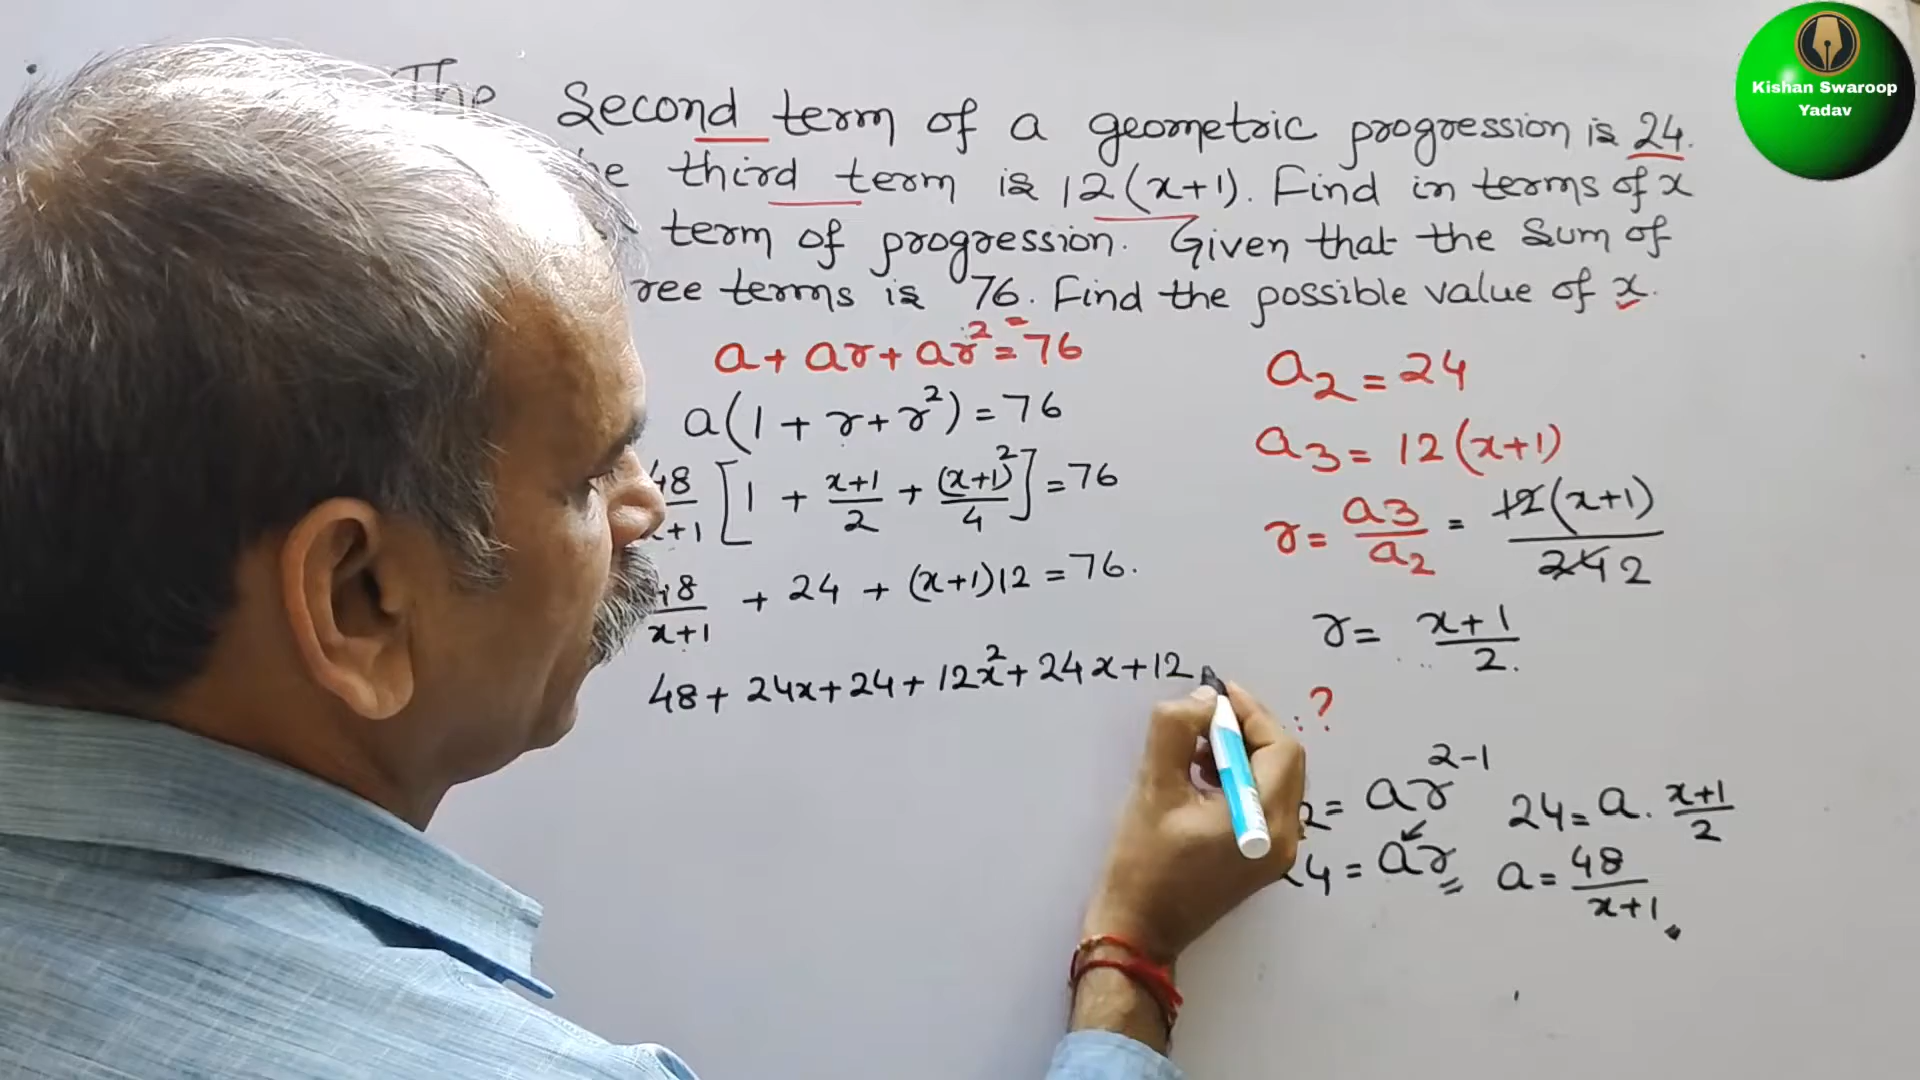 Kishan Swaroop
Yadav
The Second term of a geometric progression is 24.
third term is 12(x+1). Find in terms of x
term of progression. Given that the Sum of
terms is 76. Find the possible value of x.
a + ar + ar² = 76
a(1 + r + r²) = 76
[1 + (x+1)/2 + (x+1)²/4] = 76
8/(x+1) + 24 + (x+1)12 = 76.
48 + 24x + 24 + 12x² + 24x + 12
a₂ = 24
a₃ = 12(x+1)
r = a₃/a₂ = 12(x+1)/24 2
r = (x+1)/2.
?
2 = ar²⁻¹
4 = ar
24 = a. (x+1)/2
a = 48/(x+1)